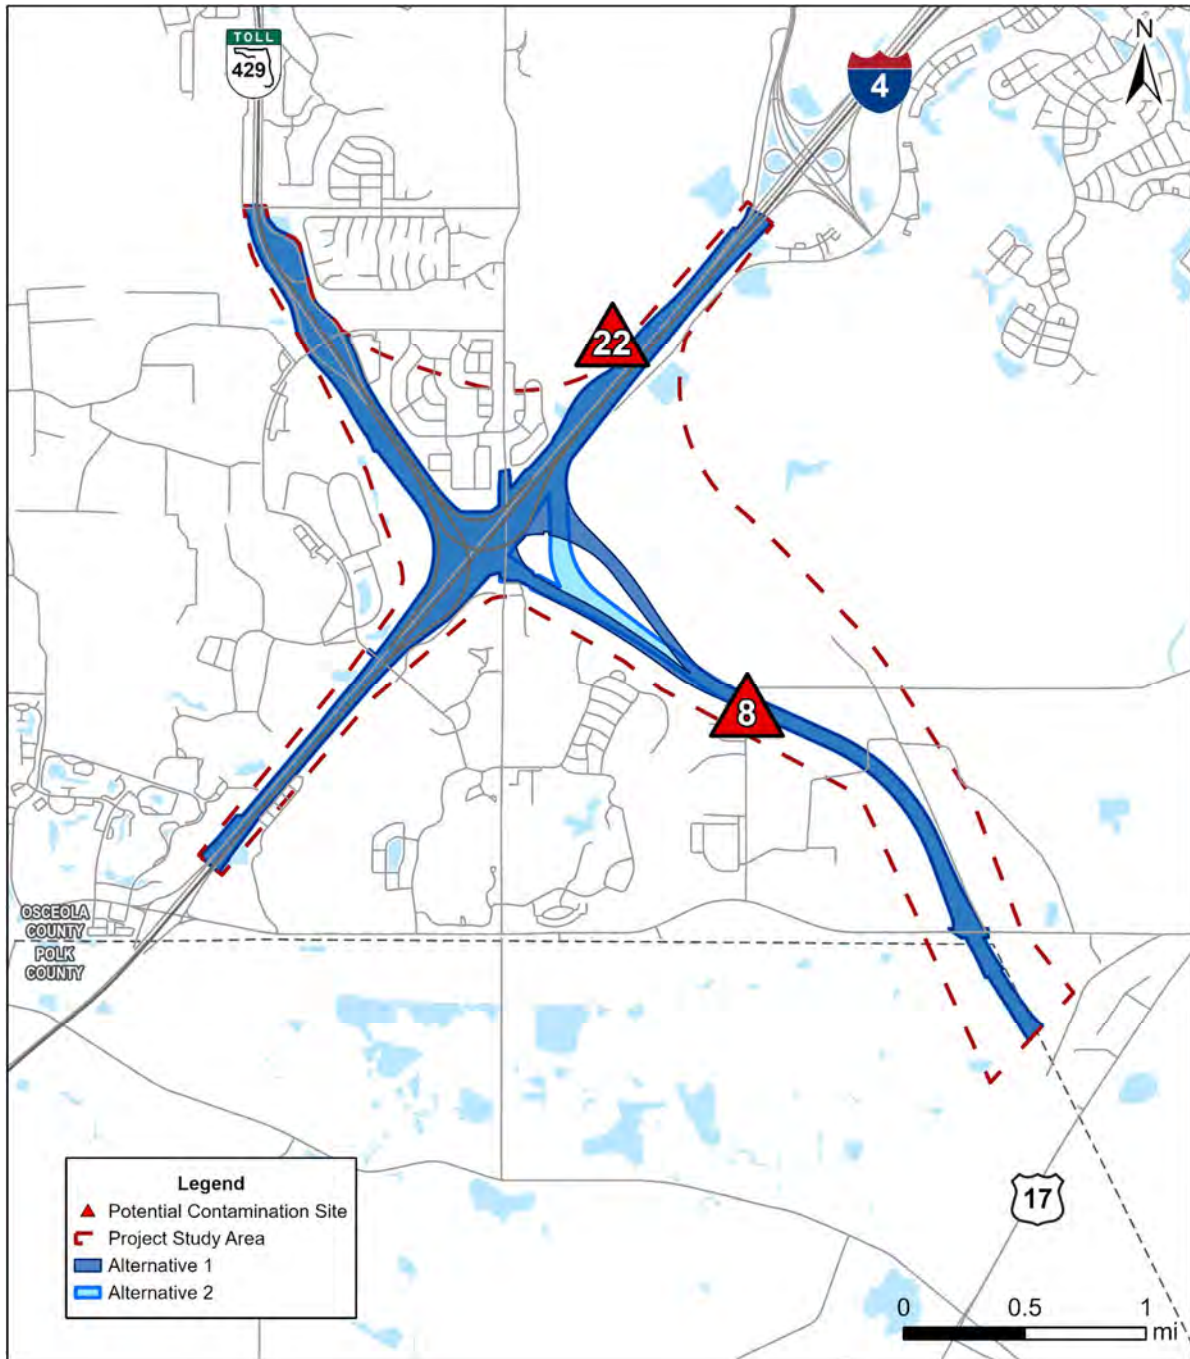 TOLL
429
4
N
22
8
OSCEOLA
COUNTY
POLK
COUNTY
Legend
Potential Contamination Site
Project Study Area
Alternative 1
Alternative 2
17
0 0.5 1
mi